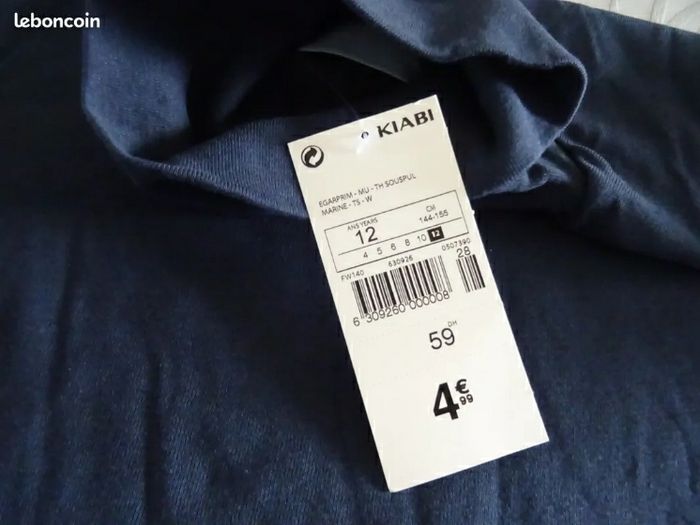 leboncoin
KIABI
EGARPRIM - MU - TH SOUSPUL
MARINE - TS - W
ANS YEARS
CM
12
144-155
4 5 6 8 10 12
FW140
630926
0507390
28
6 309260 000008
59 DH
4€99